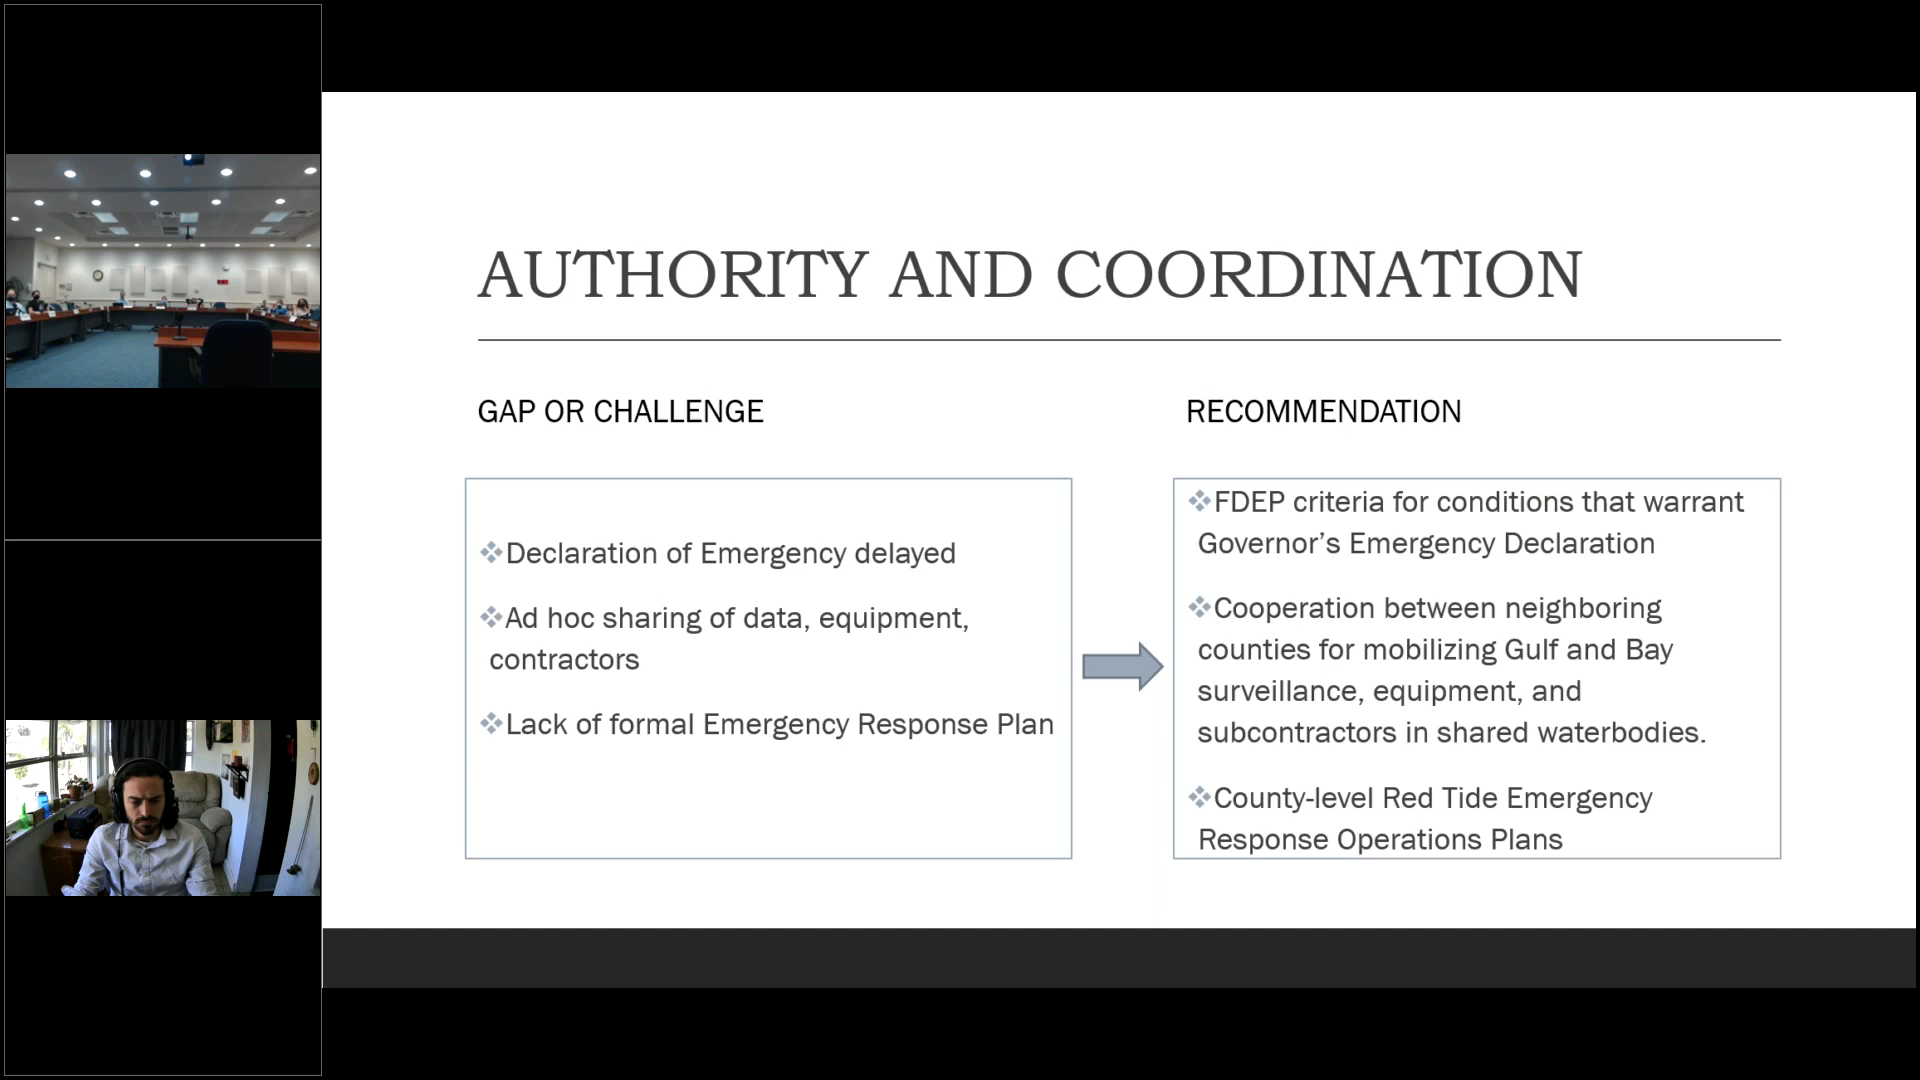 AUTHORITY AND COORDINATION
GAP OR CHALLENGE
Declaration of Emergency delayed
Ad hoc sharing of data, equipment,
contractors
Lack of formal Emergency Response Plan
RECOMMENDATION
FDEP criteria for conditions that warrant
Governor’s Emergency Declaration
Cooperation between neighboring
counties for mobilizing Gulf and Bay
surveillance, equipment, and
subcontractors in shared waterbodies.
County-level Red Tide Emergency
Response Operations Plans